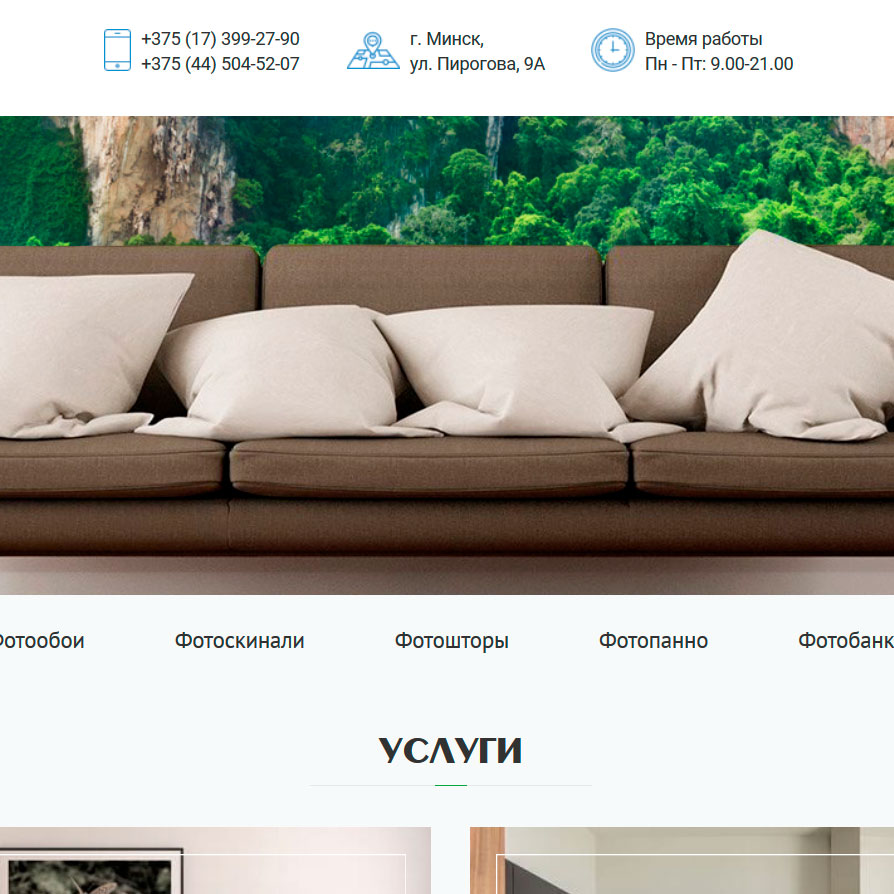 +375 (17) 399-27-90
+375 (44) 504-52-07
г. Минск,
ул. Пирогова, 9А
Время работы
Пн - Пт: 9.00-21.00
Фотообои
Фотоскинали
Фотошторы
Фотопанно
Фотобанк
УСЛУГИ